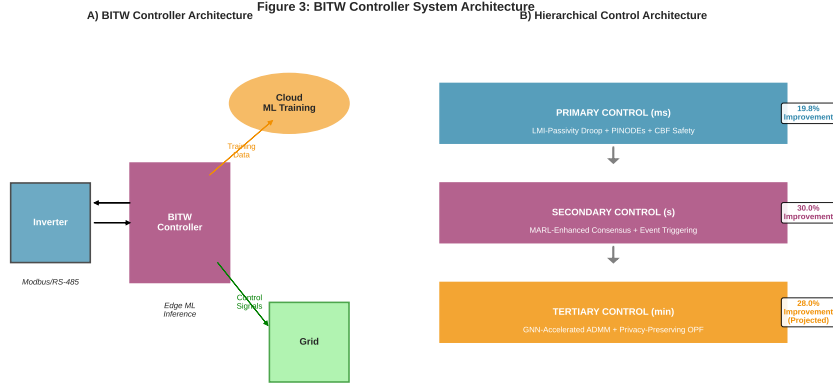 Figure 3: BITW Controller System Architecture
A) BITW Controller Architecture
Cloud
ML Training
Training
Data
Inverter
BITW
Controller
Modbus/RS-485
Edge ML
Inference
Control
Signals
Grid
B) Hierarchical Control Architecture
PRIMARY CONTROL (ms)
LMI-Passivity Droop + PINODEs + CBF Safety
19.8%
Improvement
SECONDARY CONTROL (s)
MARL-Enhanced Consensus + Event Triggering
30.0%
Improvement
TERTIARY CONTROL (min)
GNN-Accelerated ADMM + Privacy-Preserving OPF
28.0%
Improvement
(Projected)